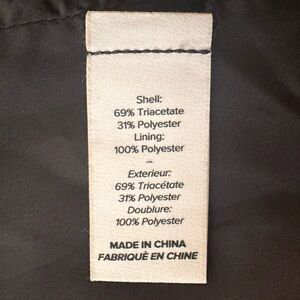 Shell:
69% Triacetate
31% Polyester
Lining:
100% Polyester
–
Exterieur:
69% Triacétate
31% Polyester
Doublure:
100% Polyester
MADE IN CHINA
FABRIQUÈ EN CHINE